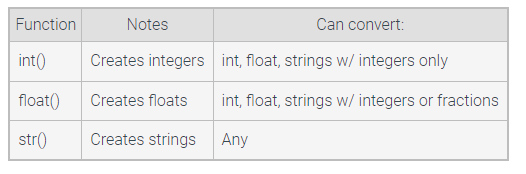 Function Notes Can convert:
int() Creates integers int, float, strings w/ integers only
float() Creates floats int, float, strings w/ integers or fractions
str() Creates strings Any